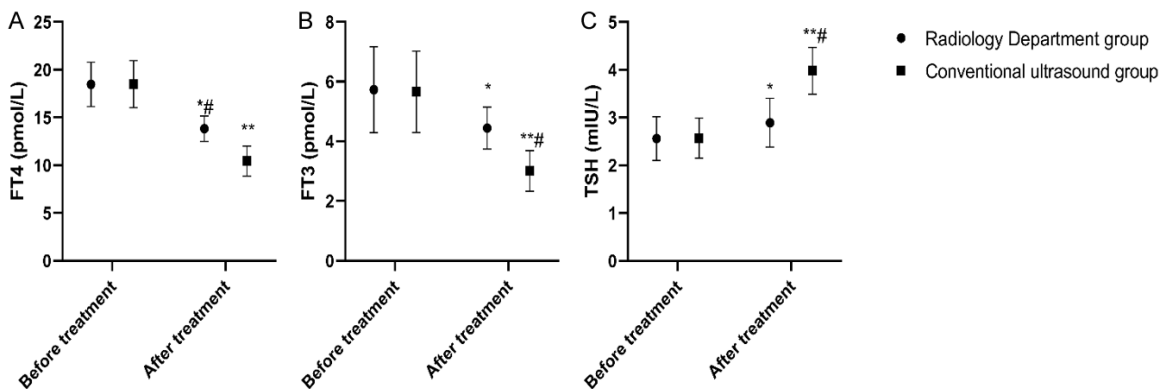 A
FT4 (pmol/L)
25
20
15
10
5
0
*#
**
Before treatment
After treatment
B
FT3 (pmol/L)
8
6
4
2
0
*
**#
Before treatment
After treatment
C
TSH (mIU/L)
5
4
3
2
1
0
*
**#
Before treatment
After treatment
Radiology Department group
Conventional ultrasound group